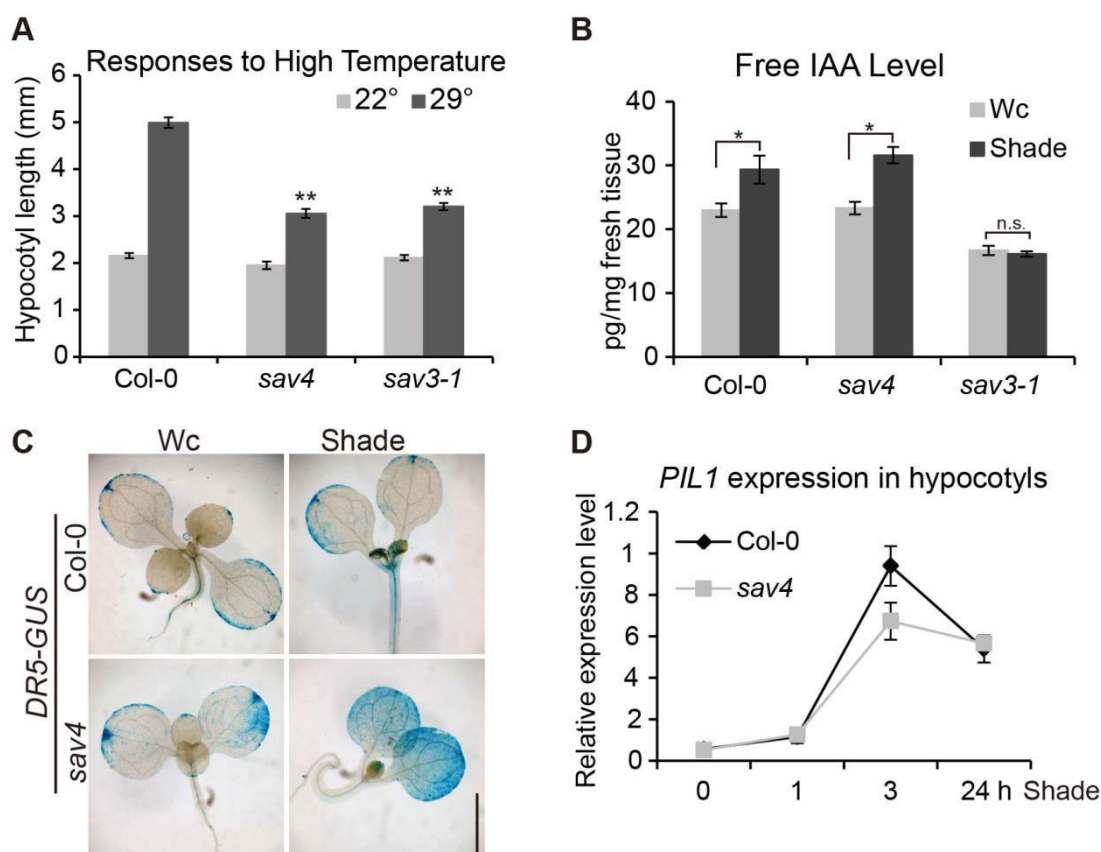 A
Responses to High Temperature
22° 29°
Hypocotyl length (mm)
6
5
4
3
2
1
0
**
**
Col-0 sav4 sav3-1
B
Free IAA Level
Wc
Shade
pg/mg fresh tissue
40
30
20
10
0
*
*
n.s.
Col-0 sav4 sav3-1
C
Wc Shade
DR5-GUS
Col-0
sav4
D
PIL1 expression in hypocotyls
Col-0
sav4
Relative expression level
1.2
1
8
6
4
2
0
0 1 3 24 h Shade